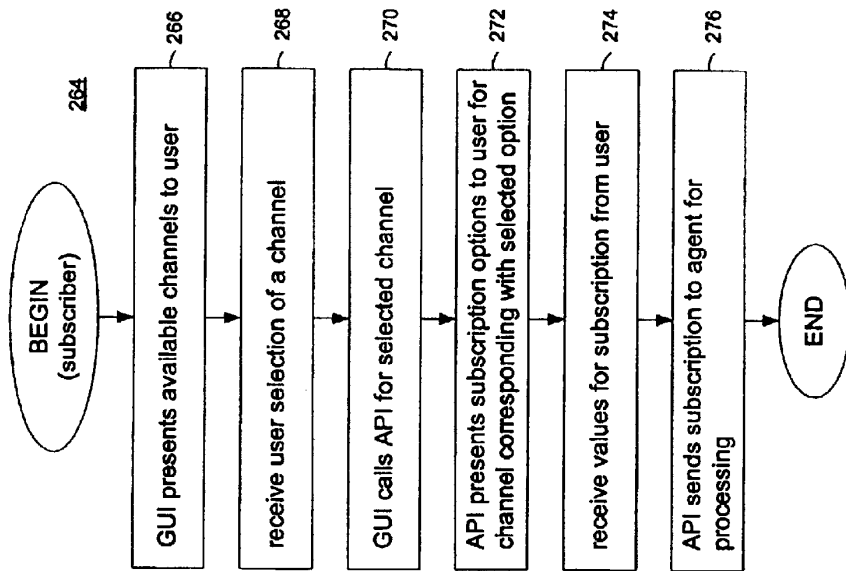 264
BEGIN
(subscriber)
GUI presents available channels to user
266
receive user selection of a channel
268
GUI calls API for selected channel
270
API presents subscription options to user for
channel corresponding with selected option
272
receive values for subscription from user
274
API sends subscription to agent for
processing
276
END